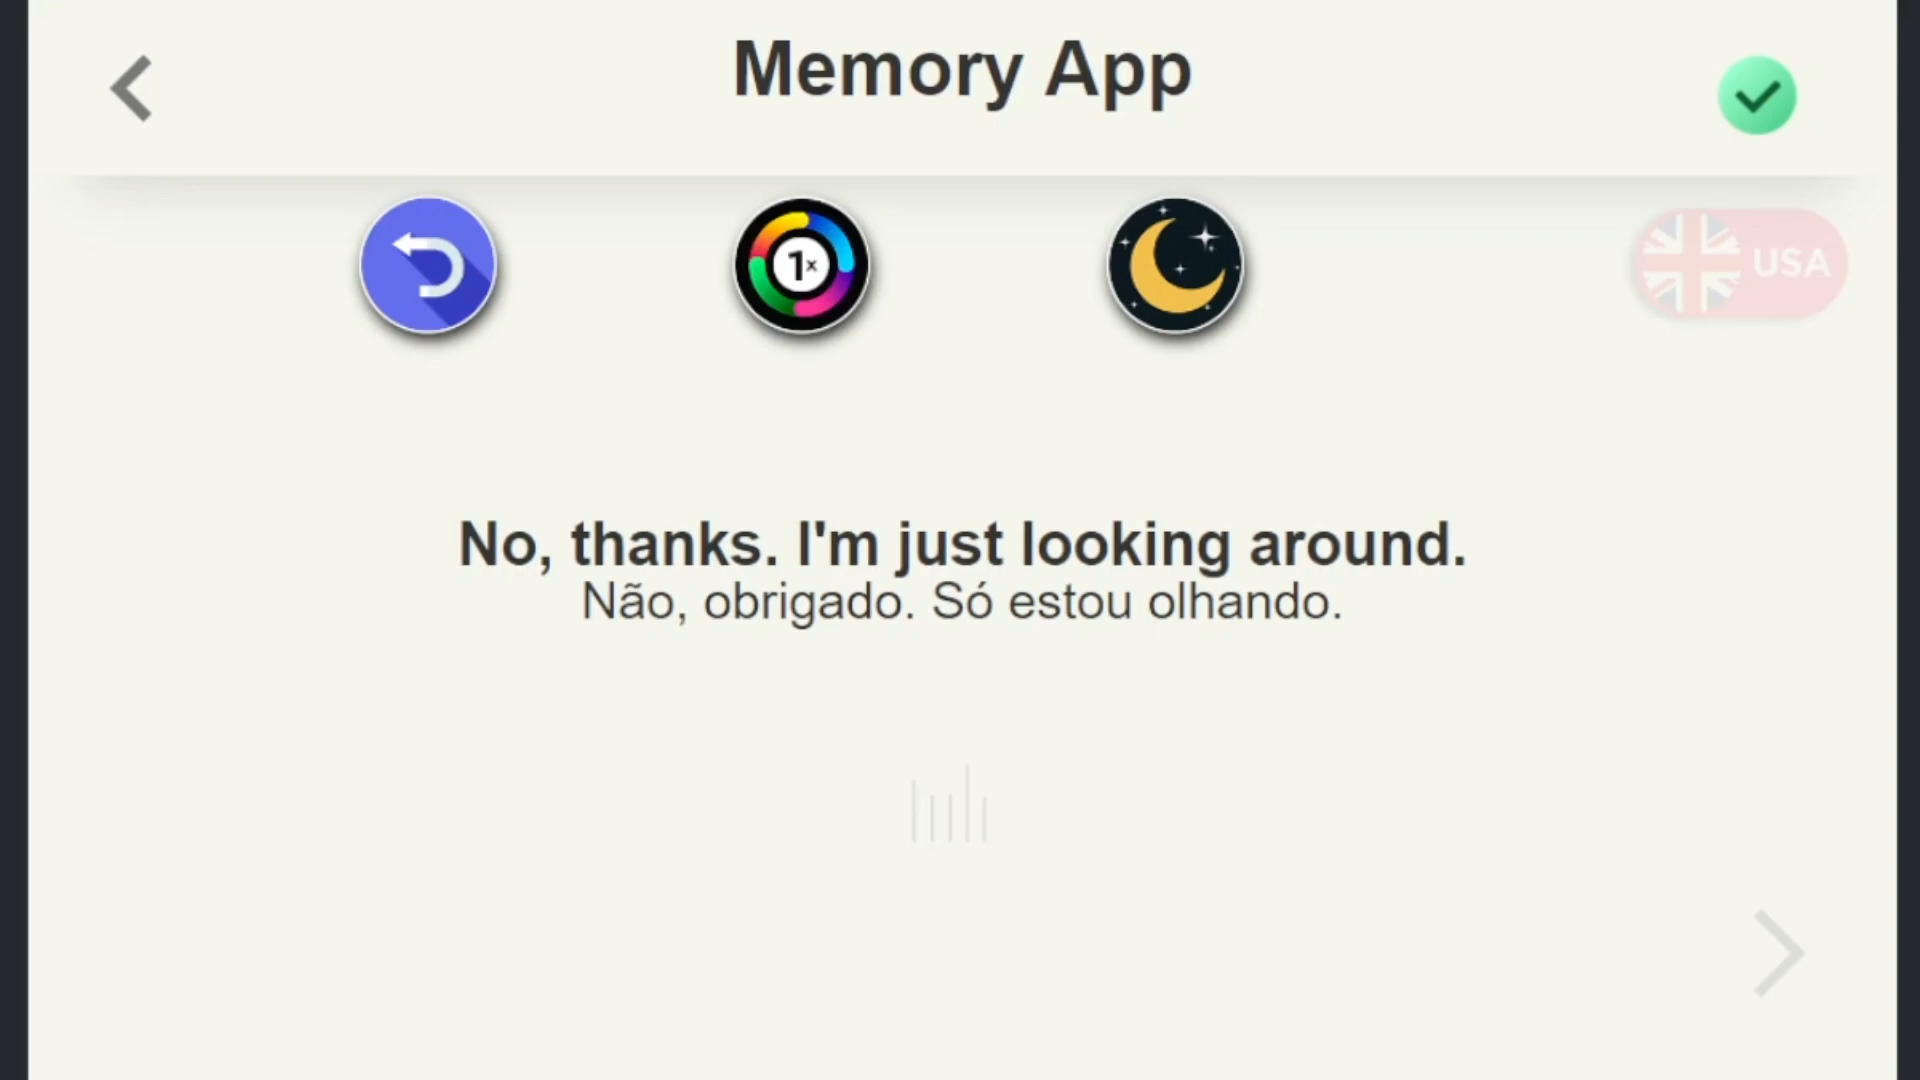 Memory App
1x
USA
No, thanks. I'm just looking around.
Não, obrigado. Só estou olhando.